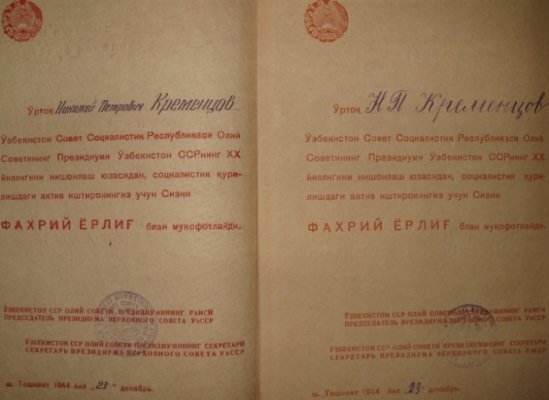 Ўртоқ Николай Петрович Кременцов
Ўзбекистон Совет Социалистик Республикаси Олий
Советининг Президиуми Ўзбекистон ССРнинг XX
йиллигини нишонлаш юзасидан, социалистик қури-
лишдаги актив иштирокингиз учун Сизни
ФАХРИЙ ЁРЛИҒ блан мукофотлайди.
ЎЗБЕКИСТОН ССР ОЛИЙ СОВЕТИ ПРЕЗИДИУМИНИНГ РАИСИ
ПРЕДСЕДАТЕЛЬ ПРЕЗИДИУМА ВЕРХОВНОГО СОВЕТА УзССР
ЎЗБЕКИСТОН ССР ОЛИЙ СОВЕТИ ПРЕЗИДИУМИНИНГ СЕКРЕТАРИ
СЕКРЕТАРЬ ПРЕЗИДИУМА ВЕРХОВНОГО СОВЕТА УзССР
ш. Тошкент 1944 йил „23" декабрь.
Ўртоқ Н П Кременцов
Ўзбекистон Совет Социалистик Республикаси Олий
Советининг Президиуми Ўзбекистон ССРнинг XX
йиллигини нишонлаш юзасидан, социалистик қури-
лишдаги актив иштирокингиз учун Сизни
ФАХРИЙ ЁРЛИҒ блан мукофотлайди.
ЎЗБЕКИСТОН ССР ОЛИЙ СОВЕТИ ПРЕЗИДИУМИНИНГ РАИСИ
ПРЕДСЕДАТЕЛЬ ПРЕЗИДИУМА ВЕРХОВНОГО СОВЕТА УзССР
ЎЗБЕКИСТОН ССР ОЛИЙ СОВЕТИ ПРЕЗИДИУМИНИНГ СЕКРЕТАРИ
СЕКРЕТАРЬ ПРЕЗИДИУМА ВЕРХОВНОГО СОВЕТА УзССР
ш. Тошкент 1944 йил „23" декабрь.